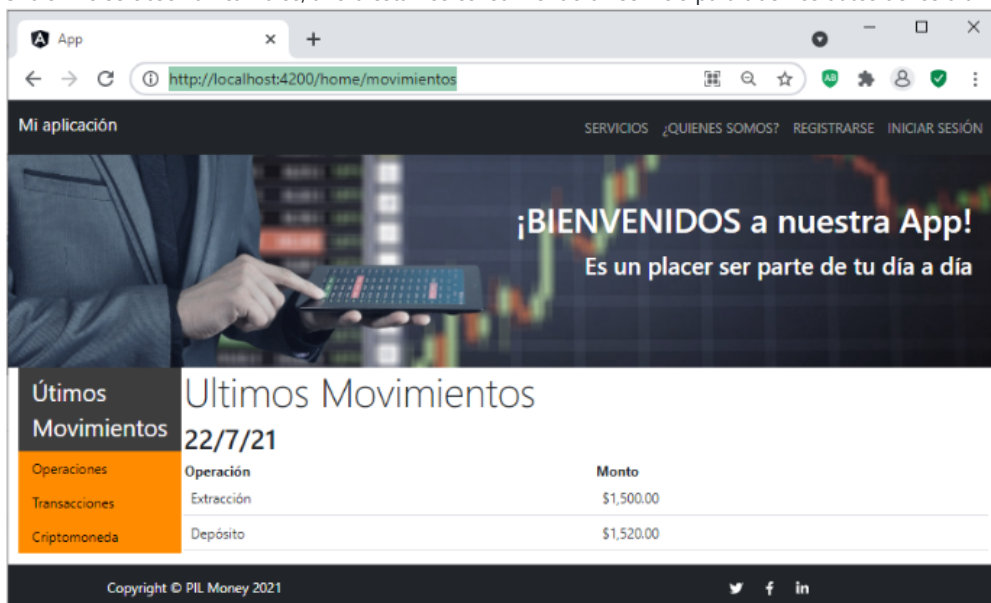 App
http://localhost:4200/home/movimientos
Mi aplicación
SERVICIOS ¿QUIENES SOMOS? REGISTRARSE INICIAR SESIÓN
¡BIENVENIDOS a nuestra App!
Es un placer ser parte de tu día a día
Útimos
Movimientos
Operaciones
Transacciones
Criptomoneda
Ultimos Movimientos
22/7/21
Operación Monto
Extracción $1,500.00
Depósito $1,520.00
Copyright © PIL Money 2021